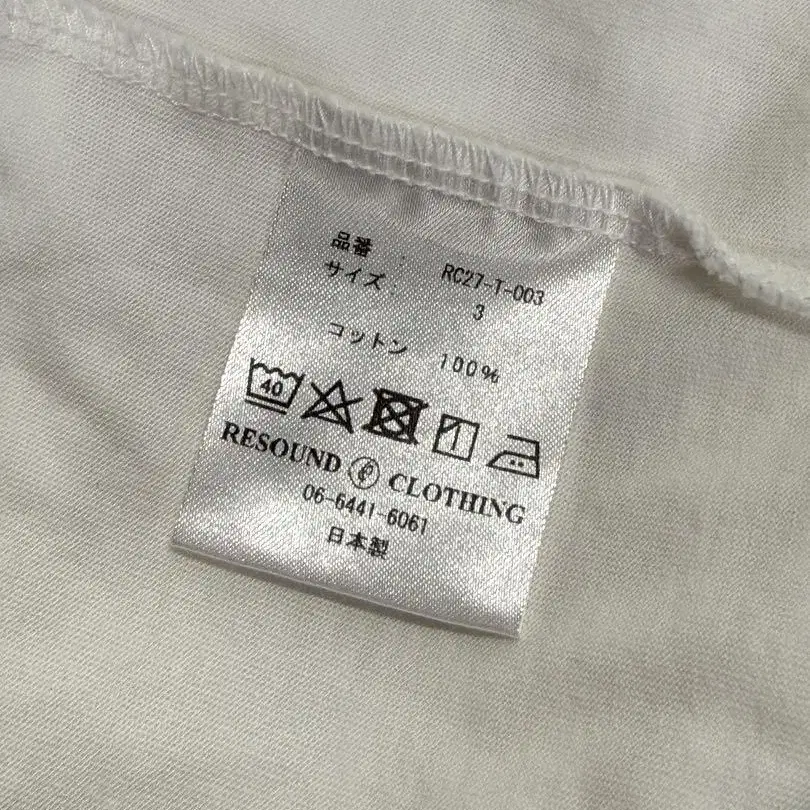 品番 : RC27-T-003
サイズ : 3
コットン 100%
40
RESOUND CLOTHING
06-6441-6061
日本製